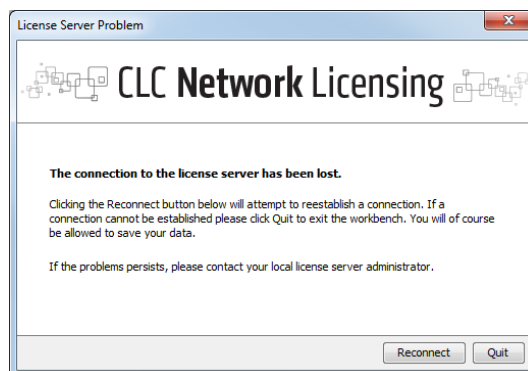 License Server Problem
CLC Network Licensing
The connection to the license server has been lost.
Clicking the Reconnect button below will attempt to reestablish a connection. If a
connection cannot be established please click Quit to exit the workbench. You will of course
be allowed to save your data.
If the problems persists, please contact your local license server administrator.
Reconnect Quit